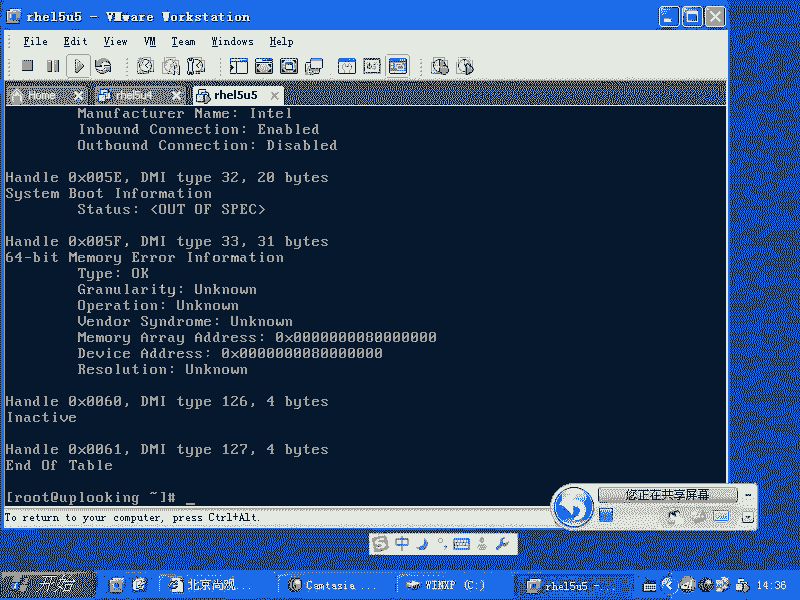 rhel5u5 - VMware Workstation
File Edit View VM Team Windows Help
Home rhel5u4 rhel5u5
Manufacturer Name: Intel
Inbound Connection: Enabled
Outbound Connection: Disabled
Handle 0x005E, DMI type 32, 20 bytes
System Boot Information
Status: <OUT OF SPEC>
Handle 0x005F, DMI type 33, 31 bytes
64-bit Memory Error Information
Type: OK
Granularity: Unknown
Operation: Unknown
Vendor Syndrome: Unknown
Memory Array Address: 0x0000000080000000
Device Address: 0x0000000080000000
Resolution: Unknown
Handle 0x0060, DMI type 126, 4 bytes
Inactive
Handle 0x0061, DMI type 127, 4 bytes
End Of Table
[root@uplooking ~]# _
您正在共享屏幕
To return to your computer, press Ctrl+Alt.
中
开始 北京尚观... Camtasia ... WINXP (C:) rhel5u5 - ... 14:36